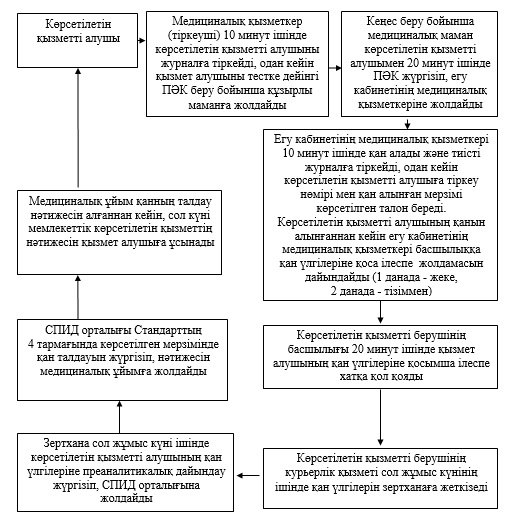 Көрсетілетін
қызметті алушы
Медициналық қызметкер
(тіркеуші) 10 минут ішінде
көрсетілетін қызметті алушыны
журналға тіркейді, одан кейін
қызмет алушыны тестке дейінгі
ПӘК беру бойынша құзырлы
маманға жолдайды
Кеңес беру бойынша
медициналық маман
көрсетілетін қызметті
алушымен 20 минут ішінде
ПӘК жүргізіп, егу
кабинетінің медициналық
қызметкеріне жолдайды
Егу кабинетінің медициналық қызметкері
10 минут ішінде қан алады және тиісті
журналға тіркейді, одан кейін
көрсетілетін қызметті алушыға тіркеу
нөмірі мен қан алынған мерзімі
көрсетілген талон береді.
Көрсетілетін қызметті алушының қанын
алынғаннан кейін егу кабинетінің
медициналық қызметкері басшылыққа
қан үлгілеріне қоса ілеспе жолдамасын
дайындайды (1 данада - жеке,
2 данада - тізіммен)
Көрсетілетін қызметті берушінің
басшылығы 20 минут ішінде қызмет
алушының қан үлгілеріне қосымша ілеспе
хатқа қол қояды
Көрсетілетін қызметті берушінің
курьерлік қызметі сол жұмыс күнінің
ішінде қан үлгілерін зертханаға жеткізеді
Зертхана сол жұмыс күні ішінде
көрсетілетін қызметті алушының қан
үлгілеріне преаналитикалық дайындау
жүргізіп, СПИД орталығына
жолдайды
СПИД орталығы Стандарттың
4 тармағында көрсетілген мерзімінде
қан талдауын жүргізіп, нәтижесін
медициналық ұйымға жолдайды
Медициналық ұйым қанның талдау
нәтижесін алғаннан кейін, сол күні
мемлекеттік көрсетілетін қызметтің
нәтижесін қызмет алушыға ұсынады